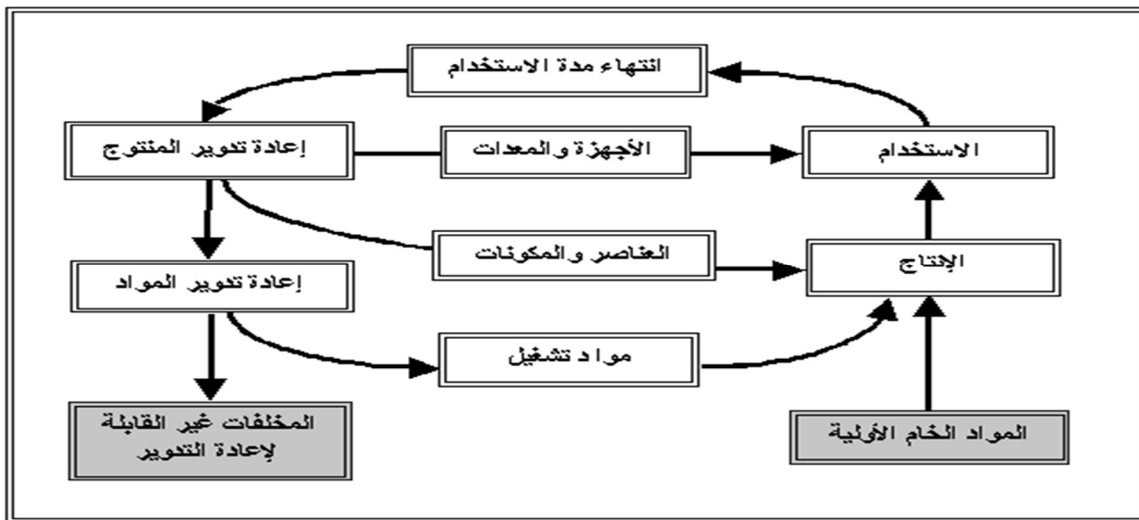 انتهاء مدة الاستخدام
إعادة تدوير المنتوج
الأجهزة والمعدات
الاستخدام
العناصر والمكونات
الإنتاج
إعادة تدوير المواد
مواد تشغيل
المخلفات غير القابلة
لإعادة التدوير
المواد الخام الأولية